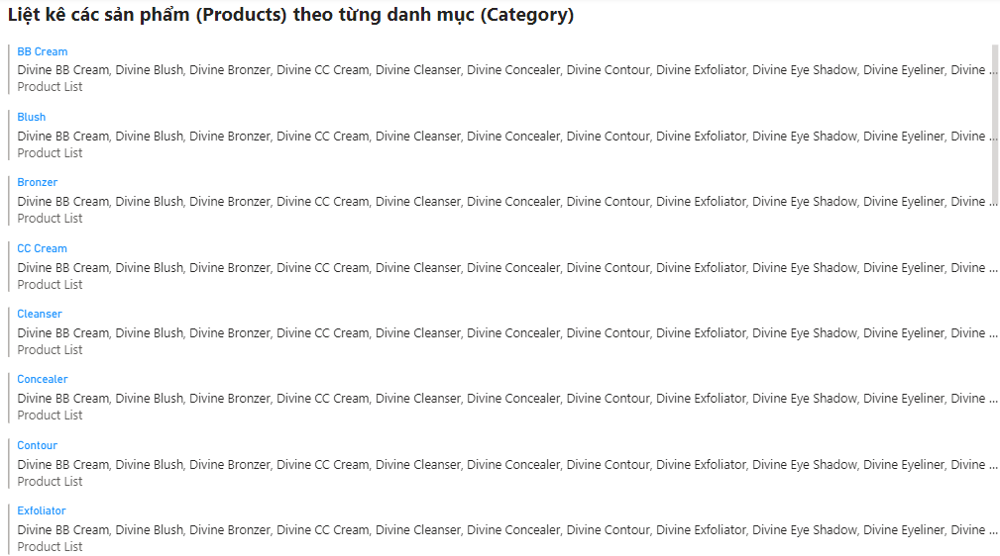 Liệt kê các sản phẩm (Products) theo từng danh mục (Category)
BB Cream
Divine BB Cream, Divine Blush, Divine Bronzer, Divine CC Cream, Divine Cleanser, Divine Concealer, Divine Contour, Divine Exfoliator, Divine Eye Shadow, Divine Eyeliner, Divine ...
Product List
Blush
Divine BB Cream, Divine Blush, Divine Bronzer, Divine CC Cream, Divine Cleanser, Divine Concealer, Divine Contour, Divine Exfoliator, Divine Eye Shadow, Divine Eyeliner, Divine ...
Product List
Bronzer
Divine BB Cream, Divine Blush, Divine Bronzer, Divine CC Cream, Divine Cleanser, Divine Concealer, Divine Contour, Divine Exfoliator, Divine Eye Shadow, Divine Eyeliner, Divine ...
Product List
CC Cream
Divine BB Cream, Divine Blush, Divine Bronzer, Divine CC Cream, Divine Cleanser, Divine Concealer, Divine Contour, Divine Exfoliator, Divine Eye Shadow, Divine Eyeliner, Divine ...
Product List
Cleanser
Divine BB Cream, Divine Blush, Divine Bronzer, Divine CC Cream, Divine Cleanser, Divine Concealer, Divine Contour, Divine Exfoliator, Divine Eye Shadow, Divine Eyeliner, Divine ...
Product List
Concealer
Divine BB Cream, Divine Blush, Divine Bronzer, Divine CC Cream, Divine Cleanser, Divine Concealer, Divine Contour, Divine Exfoliator, Divine Eye Shadow, Divine Eyeliner, Divine ...
Product List
Contour
Divine BB Cream, Divine Blush, Divine Bronzer, Divine CC Cream, Divine Cleanser, Divine Concealer, Divine Contour, Divine Exfoliator, Divine Eye Shadow, Divine Eyeliner, Divine ...
Product List
Exfoliator
Divine BB Cream, Divine Blush, Divine Bronzer, Divine CC Cream, Divine Cleanser, Divine Concealer, Divine Contour, Divine Exfoliator, Divine Eye Shadow, Divine Eyeliner, Divine ...
Product List